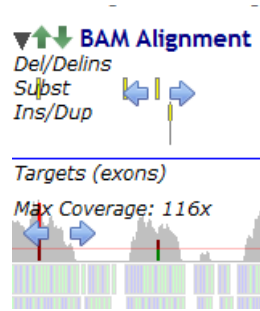 BAM Alignment
Del/Delins
Subst
Ins/Dup
Targets (exons)
Max Coverage: 116x